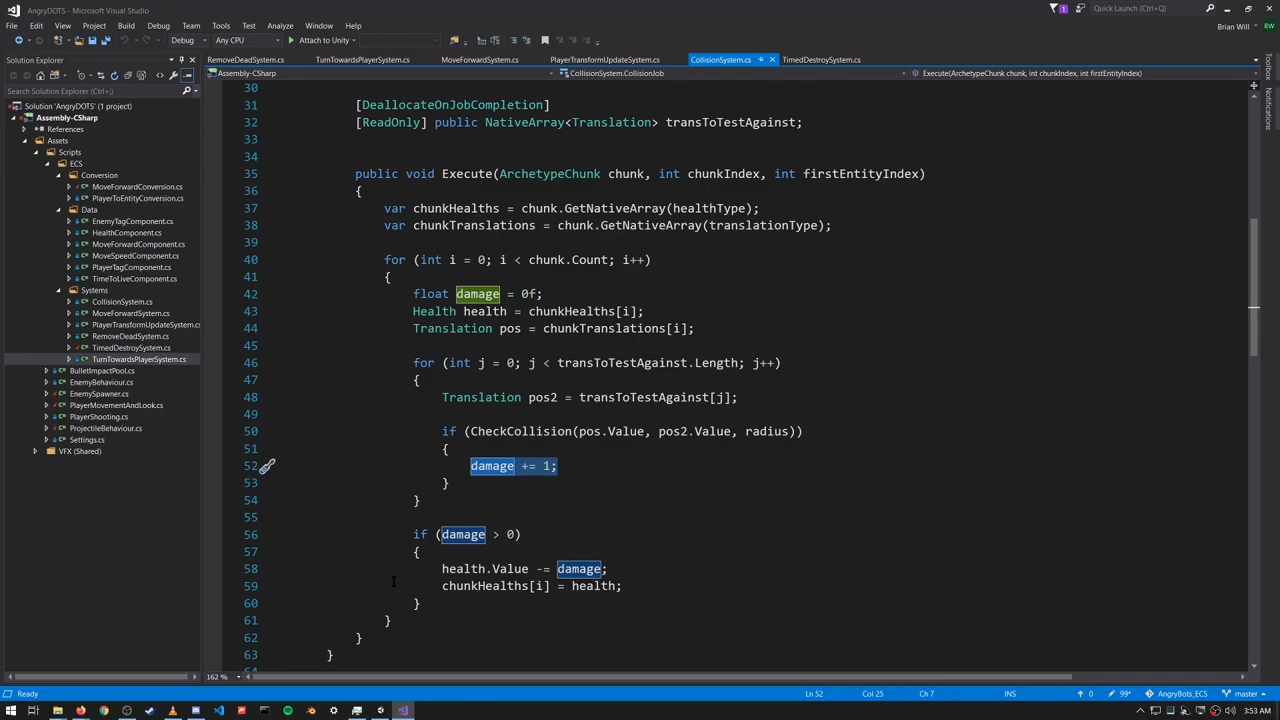 AngryDOTS - Microsoft Visual Studio
1
Quick Launch (Ctrl+Q)
File Edit View Project Build Debug Team Tools Test Analyze Window Help
Brian Will
BW
Debug
Any CPU
Attach to Unity
Solution Explorer
RemoveDeadSystem.cs
TurnTowardsPlayerSystem.cs
MoveForwardSystem.cs
PlayerTransformUpdateSystem.cs
CollisionSystem.cs
TimedDestroySystem.cs
Assembly-CSharp
CollisionSystem.CollisionJob
Execute(ArchetypeChunk chunk, int chunkIndex, int firstEntityIndex)
Toolbox
Notifications
Search Solution Explorer (Ctrl+;)
Solution 'AngryDOTS' (1 project)
Assembly-CSharp
References
Assets
Scripts
ECS
Conversion
MoveForwardConversion.cs
PlayerToEntityConversion.cs
Data
EnemyTagComponent.cs
HealthComponent.cs
MoveForwardComponent.cs
MoveSpeedComponent.cs
PlayerTagComponent.cs
TimeToLiveComponent.cs
Systems
CollisionSystem.cs
MoveForwardSystem.cs
PlayerTransformUpdateSystem.cs
RemoveDeadSystem.cs
TimedDestroySystem.cs
TurnTowardsPlayerSystem.cs
BulletImpactPool.cs
EnemyBehaviour.cs
EnemySpawner.cs
PlayerMovementAndLook.cs
PlayerShooting.cs
ProjectileBehaviour.cs
Settings.cs
VFX (Shared)
30
31 [DeallocateOnJobCompletion]
32 [ReadOnly] public NativeArray<Translation> transToTestAgainst;
33
34
35 public void Execute(ArchetypeChunk chunk, int chunkIndex, int firstEntityIndex)
36 {
37 var chunkHealths = chunk.GetNativeArray(healthType);
38 var chunkTranslations = chunk.GetNativeArray(translationType);
39
40 for (int i = 0; i < chunk.Count; i++)
41 {
42 float damage = 0f;
43 Health health = chunkHealths[i];
44 Translation pos = chunkTranslations[i];
45
46 for (int j = 0; j < transToTestAgainst.Length; j++)
47 {
48 Translation pos2 = transToTestAgainst[j];
49
50 if (CheckCollision(pos.Value, pos2.Value, radius))
51 {
52 damage += 1;
53 }
54 }
55
56 if (damage > 0)
57 {
58 health.Value -= damage;
59 chunkHealths[i] = health;
60 }
61 }
62 }
63 }
64
162 %
Ready
Ln 52
Col 25
Ch 7
INS
0
99*
AngryBots_ECS
master
3:53 AM